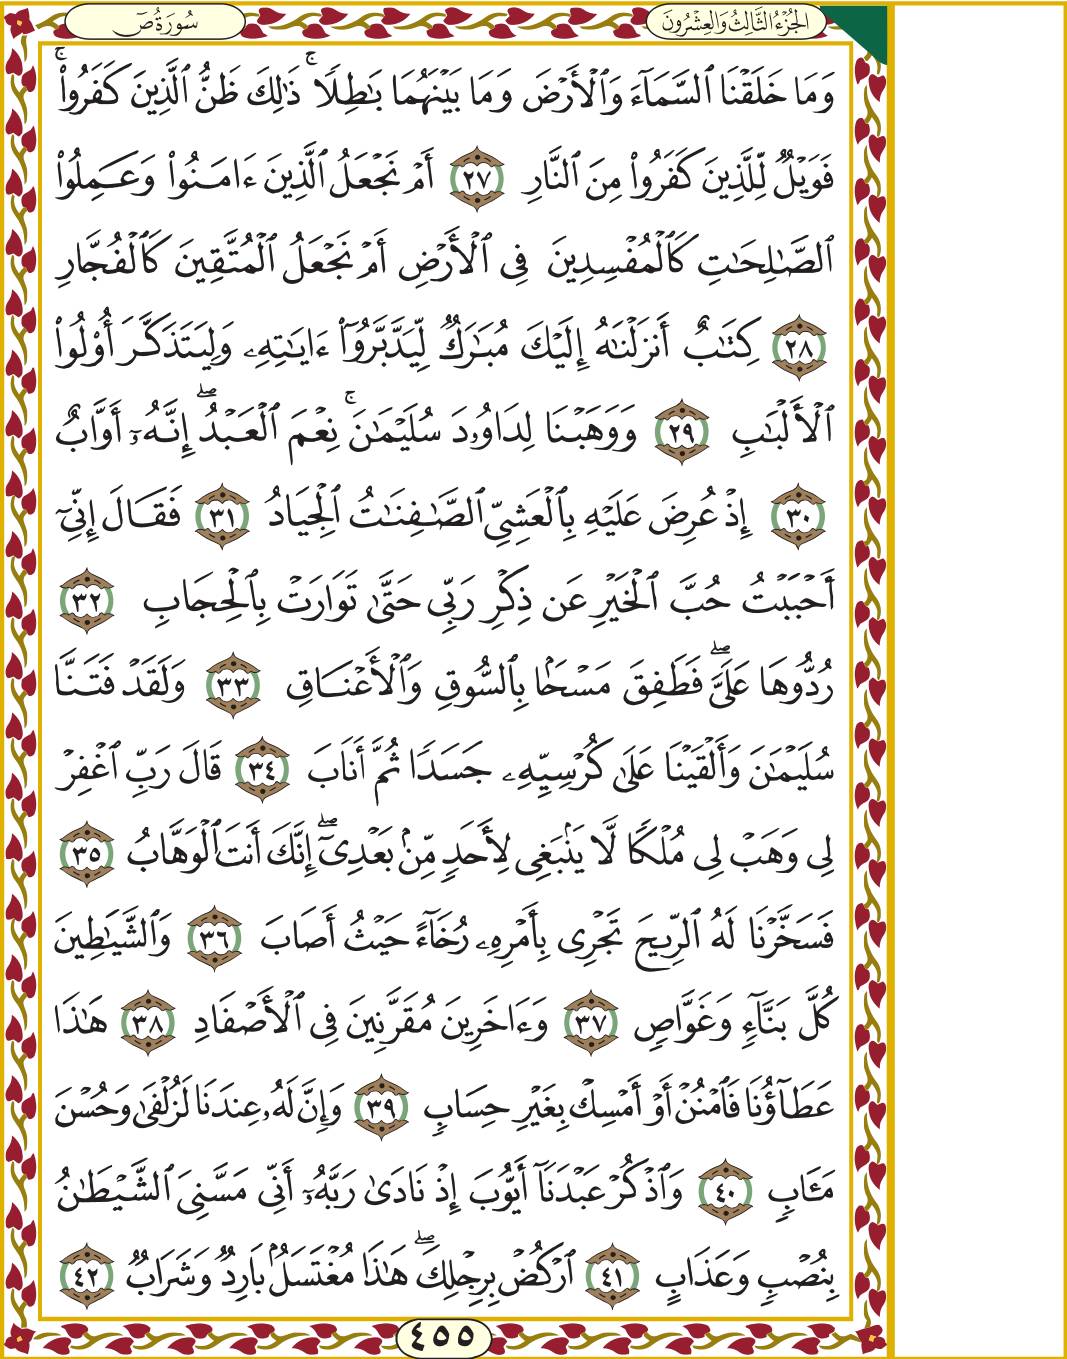 الجُزْءُ الثَّالِثُ وَالعِشْرُونَ
سُورَةُ صٓ
وَمَا خَلَقْنَا ٱلسَّمَآءَ وَٱلْأَرْضَ وَمَا بَيْنَهُمَا بَٰطِلًا ۚ ذَٰلِكَ ظَنُّ ٱلَّذِينَ كَفَرُوا۟ ۚ
فَوَيْلٌ لِّلَّذِينَ كَفَرُوا۟ مِنَ ٱلنَّارِ ٢٧ أَمْ نَجْعَلُ ٱلَّذِينَ ءَامَنُوا۟ وَعَمِلُوا۟
ٱلصَّٰلِحَٰتِ كَٱلْمُفْسِدِينَ فِى ٱلْأَرْضِ أَمْ نَجْعَلُ ٱلْمُتَّقِينَ كَٱلْفُجَّارِ
٢٨ كِتَٰبٌ أَنزَلْنَٰهُ إِلَيْكَ مُبَٰرَكٌ لِّيَدَّبَّرُوٓا۟ ءَايَٰتِهِۦ وَلِيَتَذَكَّرَ أُو۟لُوا۟
ٱلْأَلْبَٰبِ ٢٩ وَوَهَبْنَا لِدَاوُۥدَ سُلَيْمَٰنَ ۚ نِعْمَ ٱلْعَبْدُ ۖ إِنَّهُۥٓ أَوَّابٌ
٣٠ إِذْ عُرِضَ عَلَيْهِ بِٱلْعَشِىِّ ٱلصَّٰفِنَٰتُ ٱلْجِيَادُ ٣١ فَقَالَ إِنِّىٓ
أَحْبَبْتُ حُبَّ ٱلْخَيْرِ عَن ذِكْرِ رَبِّى حَتَّىٰ تَوَارَتْ بِٱلْحِجَابِ ٣٢
رُدُّوهَا عَلَىَّ ۖ فَطَفِقَ مَسْحًۢا بِٱلسُّوقِ وَٱلْأَعْنَاقِ ٣٣ وَلَقَدْ فَتَنَّا
سُلَيْمَٰنَ وَأَلْقَيْنَا عَلَىٰ كُرْسِيِّهِۦ جَسَدًا ثُمَّ أَنَابَ ٣٤ قَالَ رَبِّ ٱغْفِرْ
لِى وَهَبْ لِى مُلْكًا لَّا يَنۢبَغِى لِأَحَدٍ مِّنۢ بَعْدِىٓ ۖ إِنَّكَ أَنتَ ٱلْوَهَّابُ ٣٥
فَسَخَّرْنَا لَهُ ٱلرِّيحَ تَجْرِى بِأَمْرِهِۦ رُخَآءً حَيْثُ أَصَابَ ٣٦ وَٱلشَّيَٰطِينَ
كُلَّ بَنَّآءٍ وَغَوَّاصٍ ٣٧ وَءَاخَرِينَ مُقَرَّنِينَ فِى ٱلْأَصْفَادِ ٣٨ هَٰذَا
عَطَآؤُنَا فَٱمْنُنْ أَوْ أَمْسِكْ بِغَيْرِ حِسَابٍ ٣٩ وَإِنَّ لَهُۥ عِندَنَا لَزُلْفَىٰ وَحُسْنَ
مَـَٔابٍ ٤٠ وَٱذْكُرْ عَبْدَنَآ أَيُّوبَ إِذْ نَادَىٰ رَبَّهُۥٓ أَنِّى مَسَّنِىَ ٱلشَّيْطَٰنُ
بِنُصْبٍ وَعَذَابٍ ٤١ ٱرْكُضْ بِرِجْلِكَ ۖ هَٰذَا مُغْتَسَلٌۢ بَارِدٌ وَشَرَابٌ ٤٢
٤٥٥